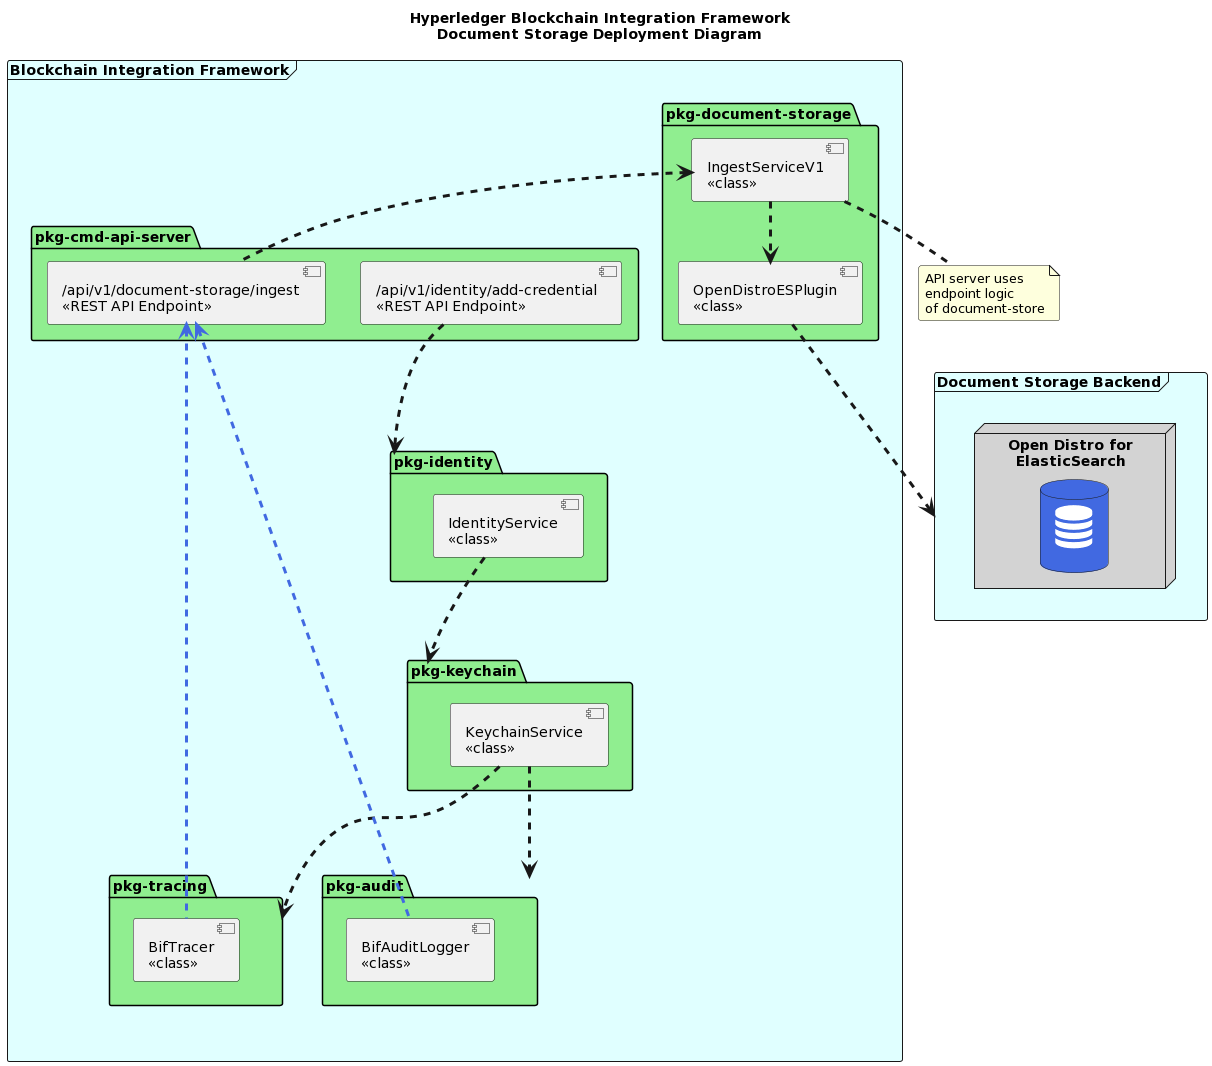 Hyperledger Blockchain Integration Framework
Document Storage Deployment Diagram
Blockchain Integration Framework
pkg-document-storage
IngestServiceV1
«class»
pkg-cmd-api-server
/api/v1/document-storage/ingest
«REST API Endpoint»
/api/v1/identity/add-credential
«REST API Endpoint»
OpenDistroESPlugin
«class»
API server uses
endpoint logic
of document-store
Document Storage Backend
Open Distro for
ElasticSearch
pkg-identity
IdentityService
«class»
pkg-keychain
KeychainService
«class»
pkg-tracing
BifTracer
«class»
pkg-audit
BifAuditLogger
«class»